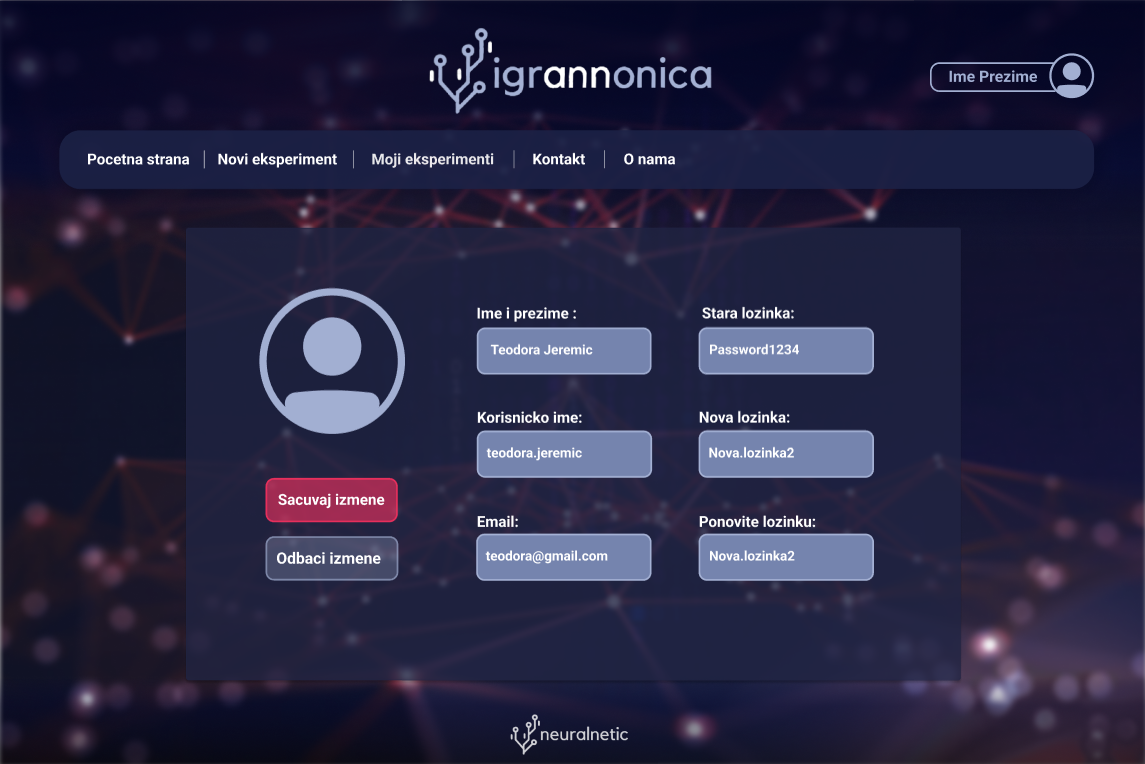 igrannonica
Ime Prezime
Pocetna strana | Novi eksperiment | Moji eksperimenti | Kontakt | O nama
Ime i prezime :
Teodora Jeremic
Stara lozinka:
Password1234
Korisnicko ime:
teodora.jeremic
Nova lozinka:
Nova.lozinka2
Email:
teodora@gmail.com
Ponovite lozinku:
Nova.lozinka2
Sacuvaj izmene
Odbaci izmene
neuralnetic